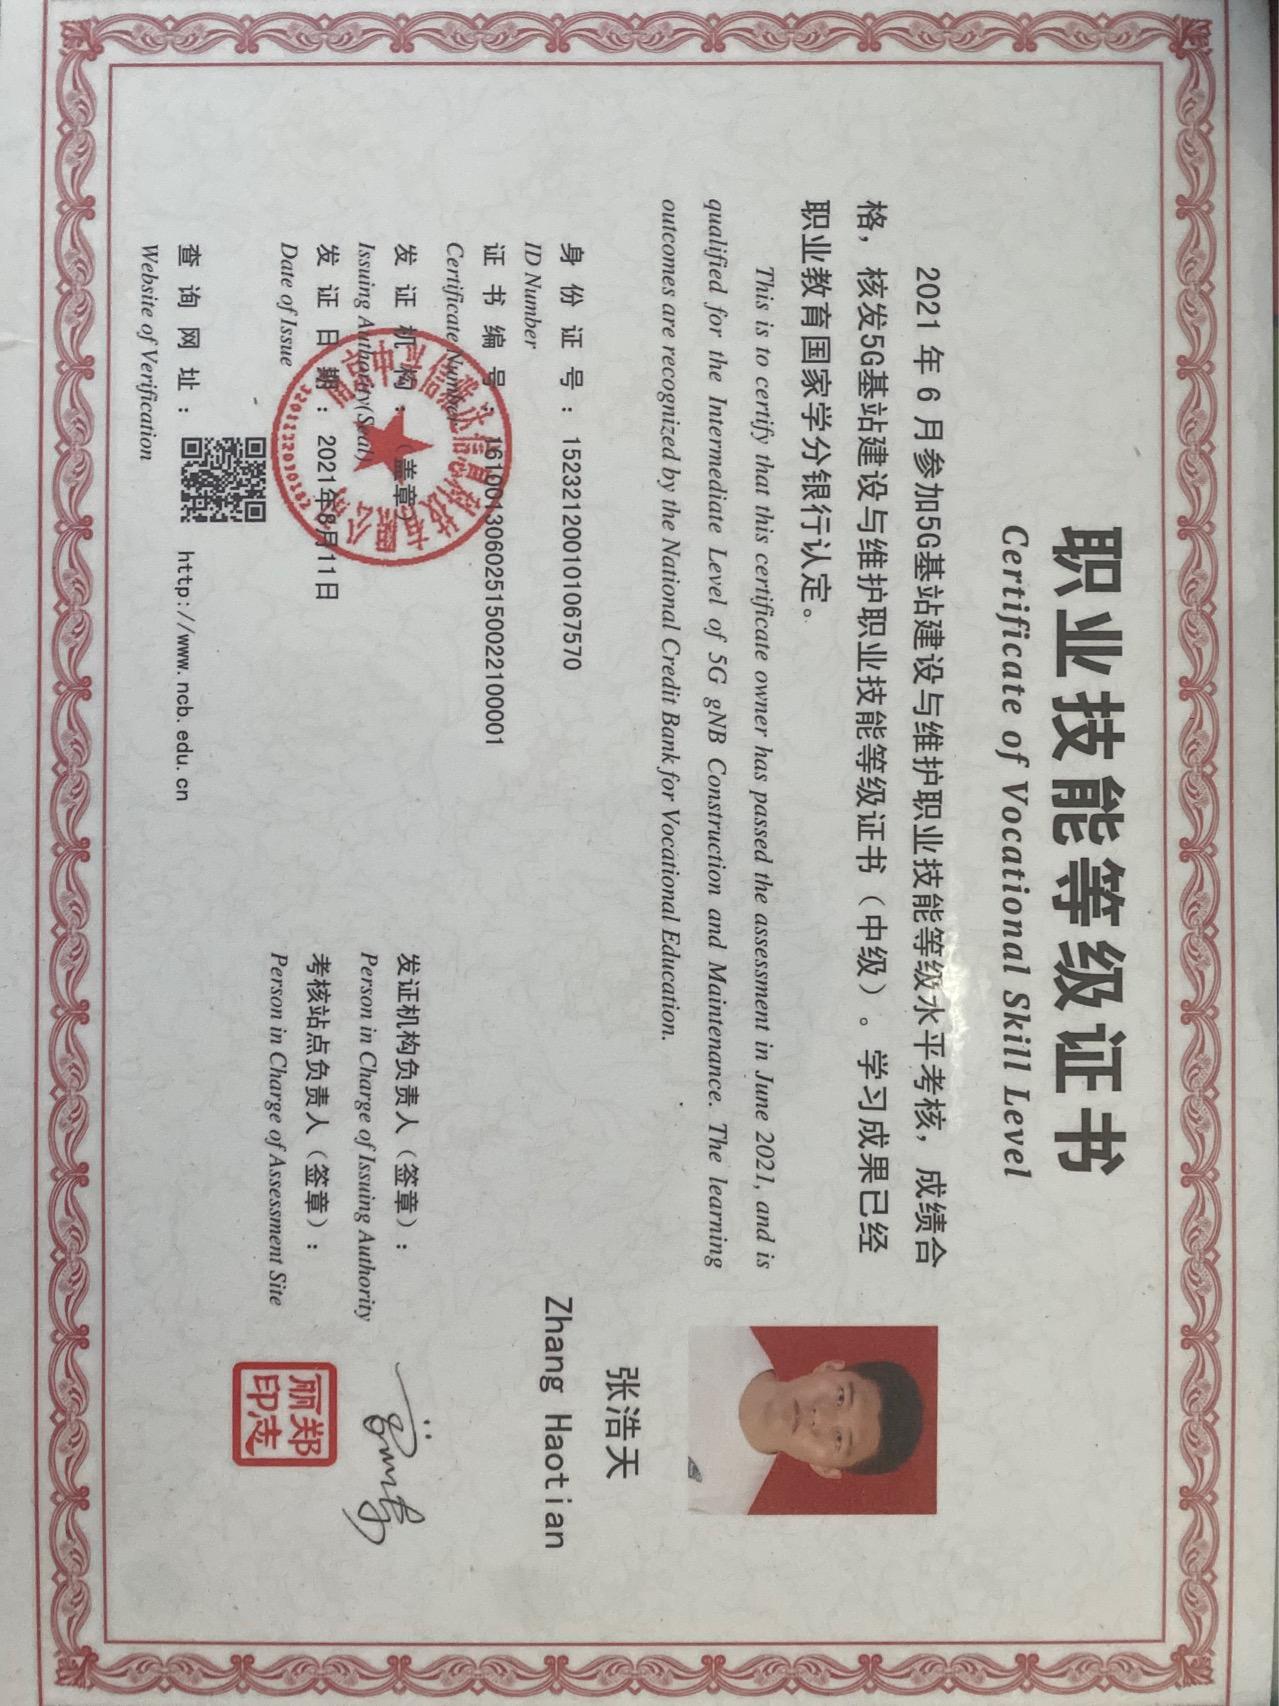 职业技能等级证书
Certificate of Vocational Skill Level
2021 年 6 月参加5G基站建设与维护职业技能等级水平考核，成绩合
格，核发5G基站建设与维护职业技能等级证书（中级）。学习成果已经
职业教育国家学分银行认定。
This is to certify that this certificate owner has passed the assessment in June 2021, and is
qualified for the Intermediate Level of 5G gNB Construction and Maintenance. The learning
outcomes are recognized by the National Credit Bank for Vocational Education.
张浩天
Zhang Haotian
身份证号：152321200101067570
ID Number
证书编号：161001306025150022100001
Certificate Number
发证机构：（盖章）
Issuing Authority(Seal)
发证日期：2021年8月11日
Date of Issue
查询网址：http://www.ncb.edu.cn
Website of Verification
发证机构负责人（签章）：
Person in Charge of Issuing Authority
考核站点负责人（签章）：
Person in Charge of Assessment Site
郑志
丽印